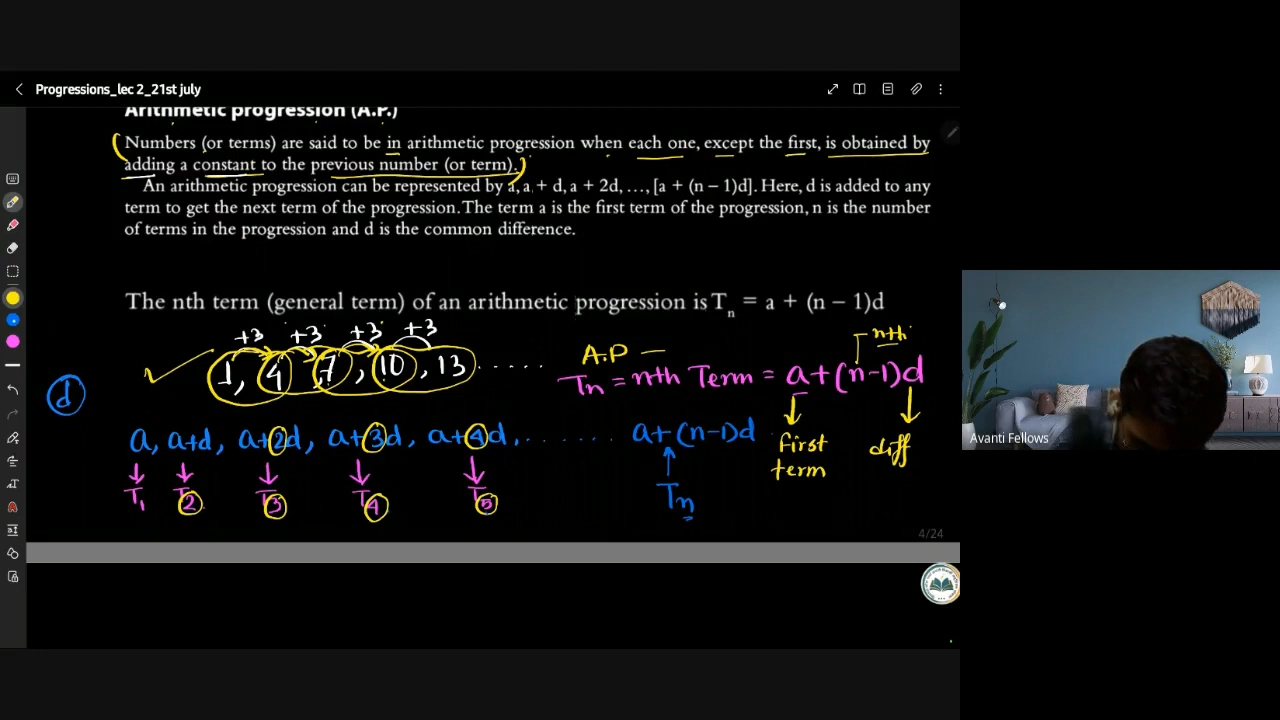 Progressions_lec 2_21st july
Arithmetic progression (A.P.)
Numbers (or terms) are said to be in arithmetic progression when each one, except the first, is obtained by
adding a constant to the previous number (or term).
An arithmetic progression can be represented by a, a + d, a + 2d, ..., [a + (n − 1)d]. Here, d is added to any
term to get the next term of the progression. The term a is the first term of the progression, n is the number
of terms in the progression and d is the common difference.
The nth term (general term) of an arithmetic progression is Tn = a + (n − 1)d
+3 +3 +3 +3
1, 4, 7, 10, 13 ......
A.P —
nth
Tn = nth Term = a+(n-1)d
first
term
diff
d
a, a+d, a+2d, a+3d, a+4d, ....... a+(n-1)d
T1 T2 T3 T4 T5 Tn
4/24
Avanti Fellows